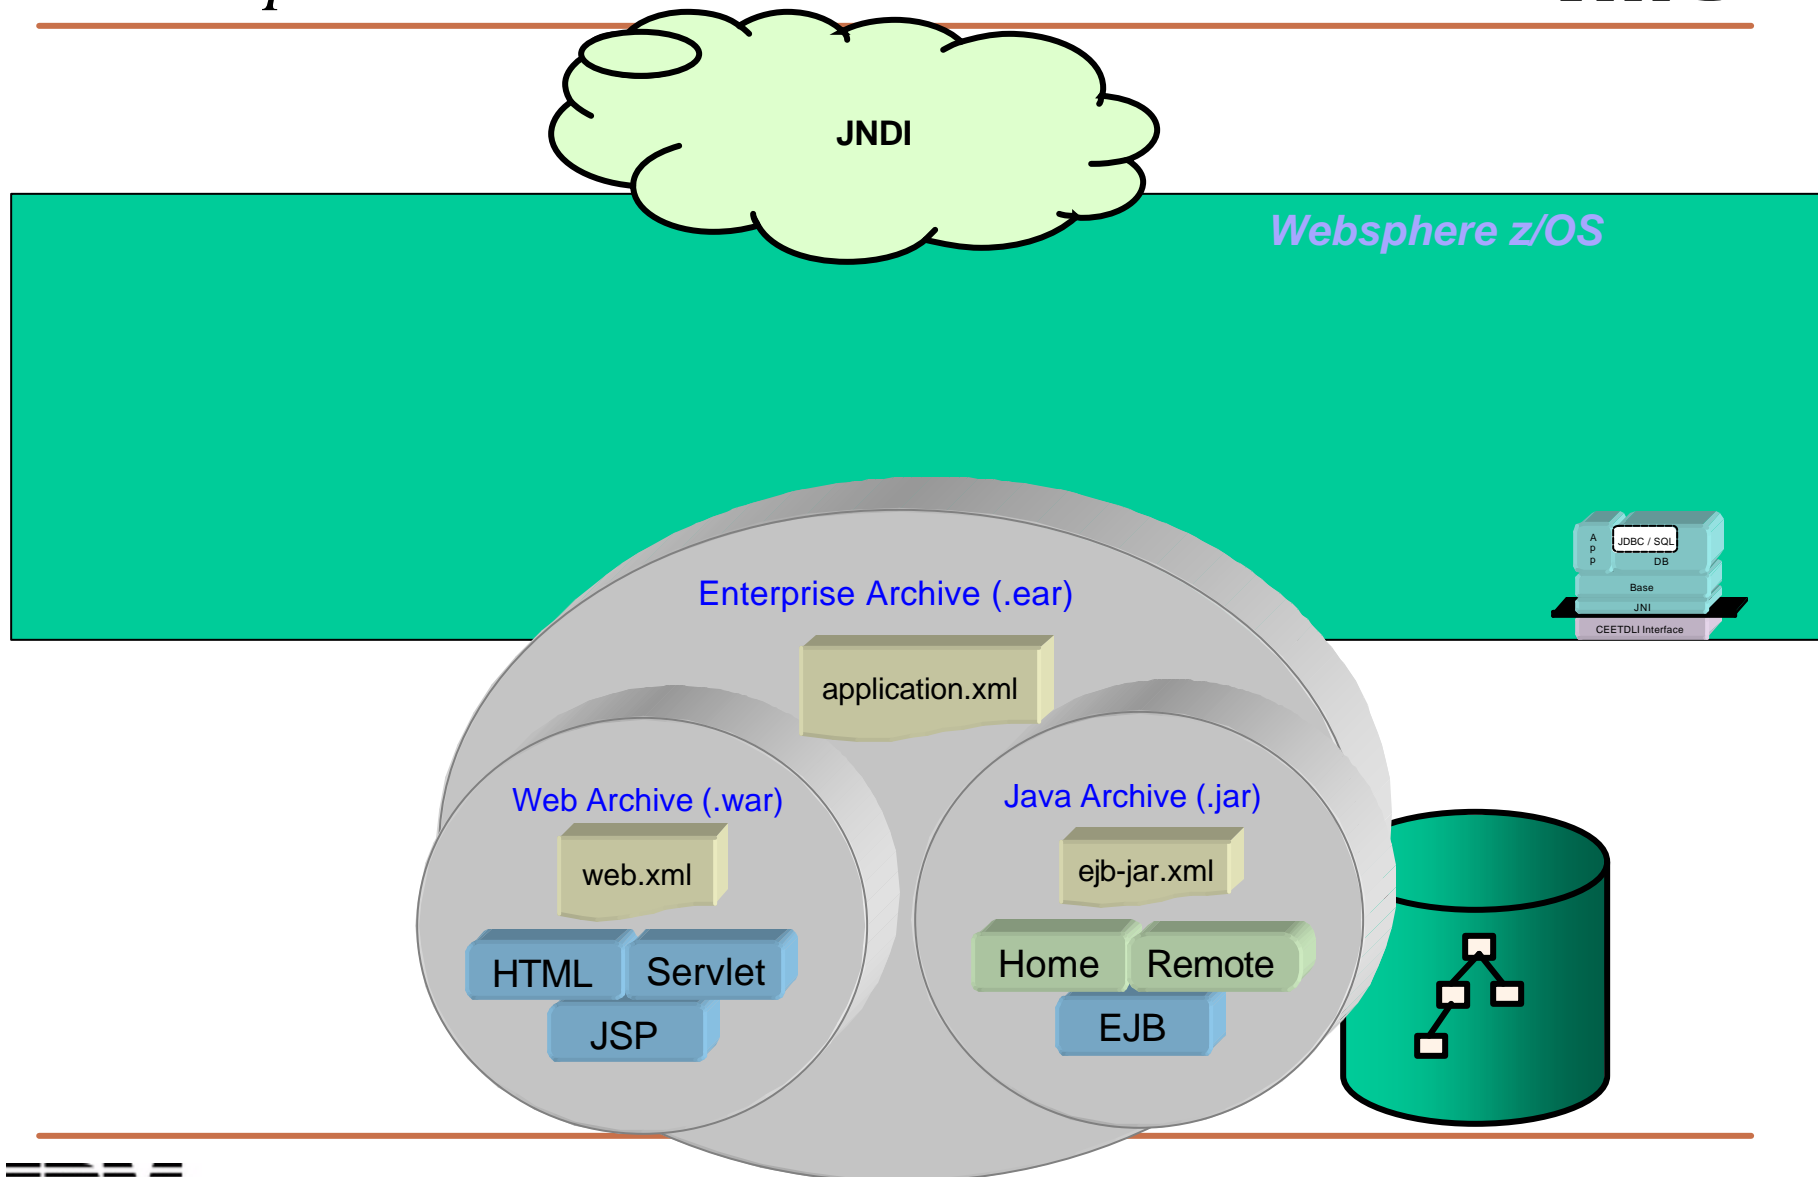 JNDI
Websphere z/OS
A
P
P
JDBC / SQL
DB
Base
JNI
CEETDLI Interface
Enterprise Archive (.ear)
application.xml
Web Archive (.war)
web.xml
HTML
Servlet
JSP
Java Archive (.jar)
ejb-jar.xml
Home
Remote
EJB